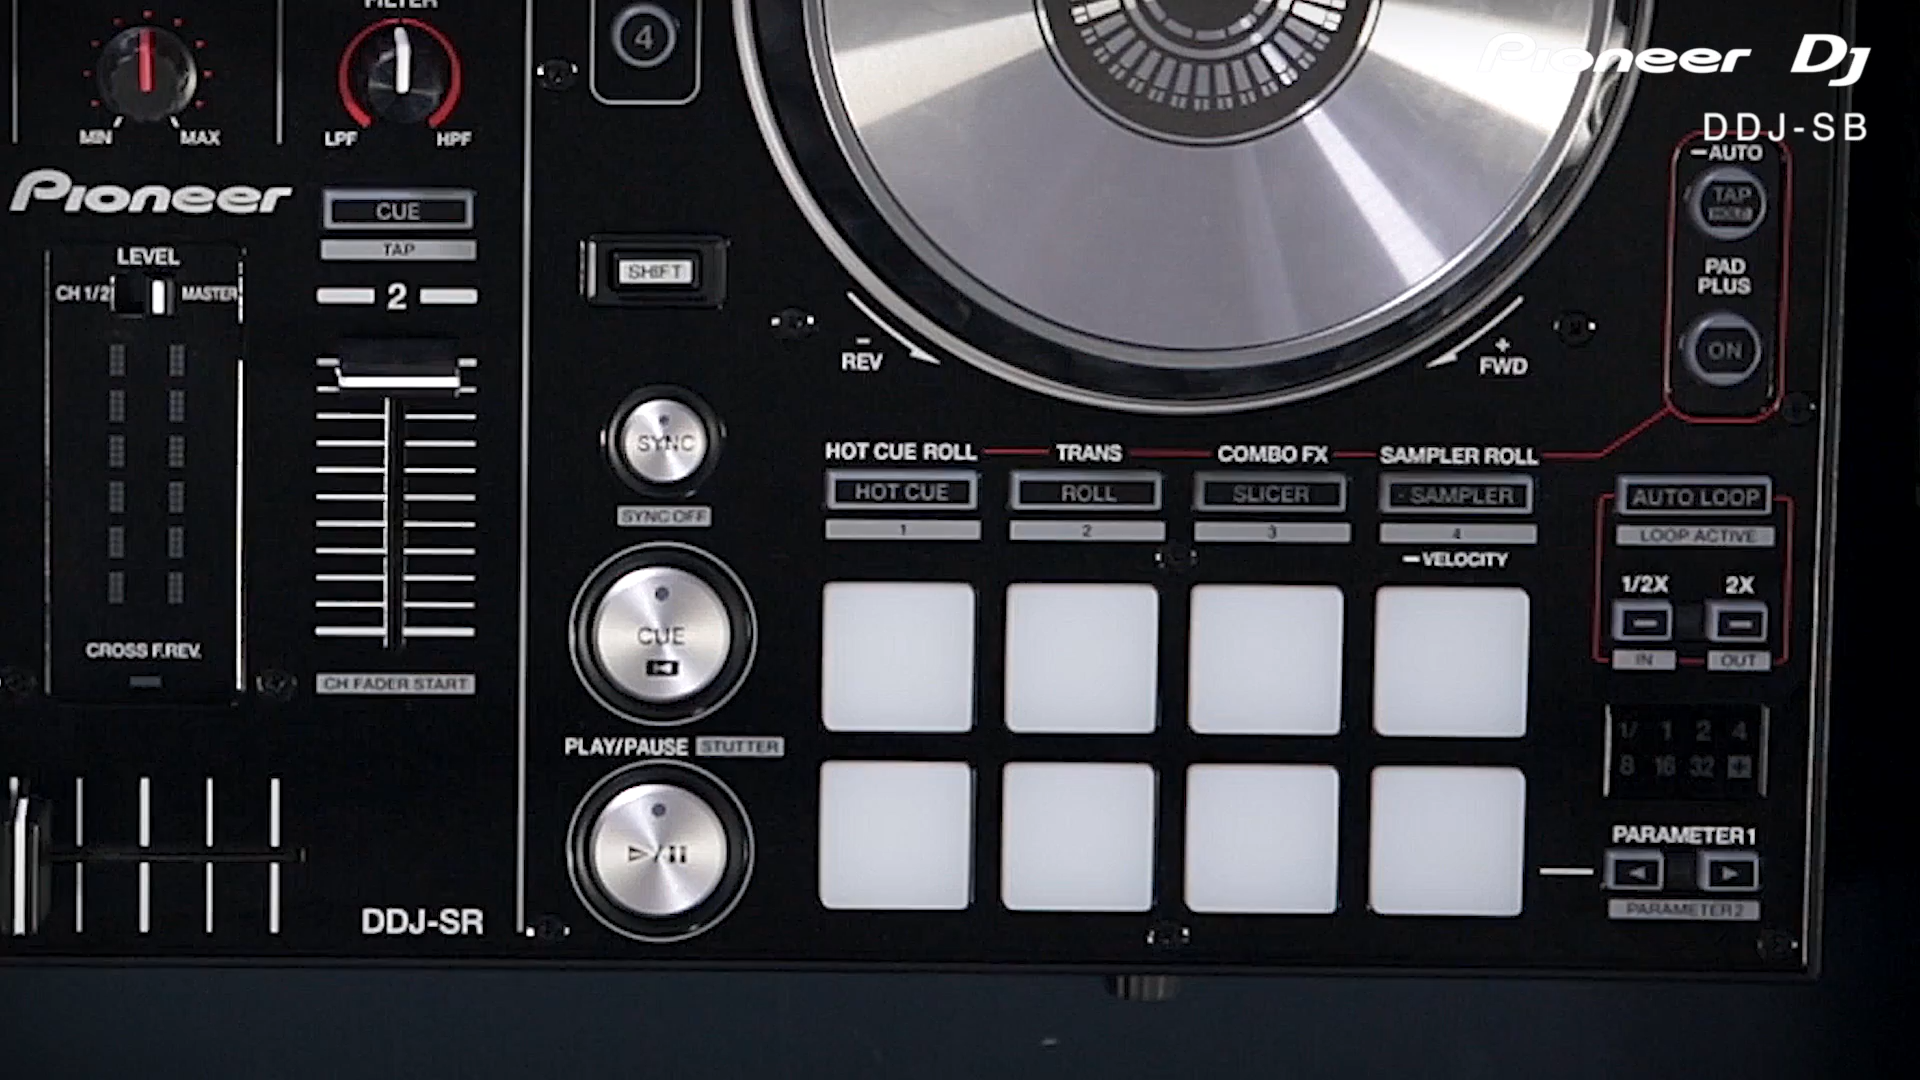 Pioneer Dj
DDJ-SB
FILTER
MIN MAX
LPF HPF
4
Pioneer
CUE
TAP
2
LEVEL
CH 1/2 MASTER
SHIFT
− REV
+ FWD
− AUTO
TAP
PAD
PLUS
ON
SYNC
SYNC OFF
HOT CUE ROLL TRANS COMBO FX SAMPLER ROLL
HOT CUE ROLL SLICER SAMPLER
1 2 3 4
− VELOCITY
AUTO LOOP
LOOP ACTIVE
1/2X 2X
IN OUT
CUE
CROSS F.REV.
CH FADER START
PLAY/PAUSE STUTTER
1/ 1 2 4
8 16 32 +
PARAMETER1
PARAMETER2
DDJ-SR